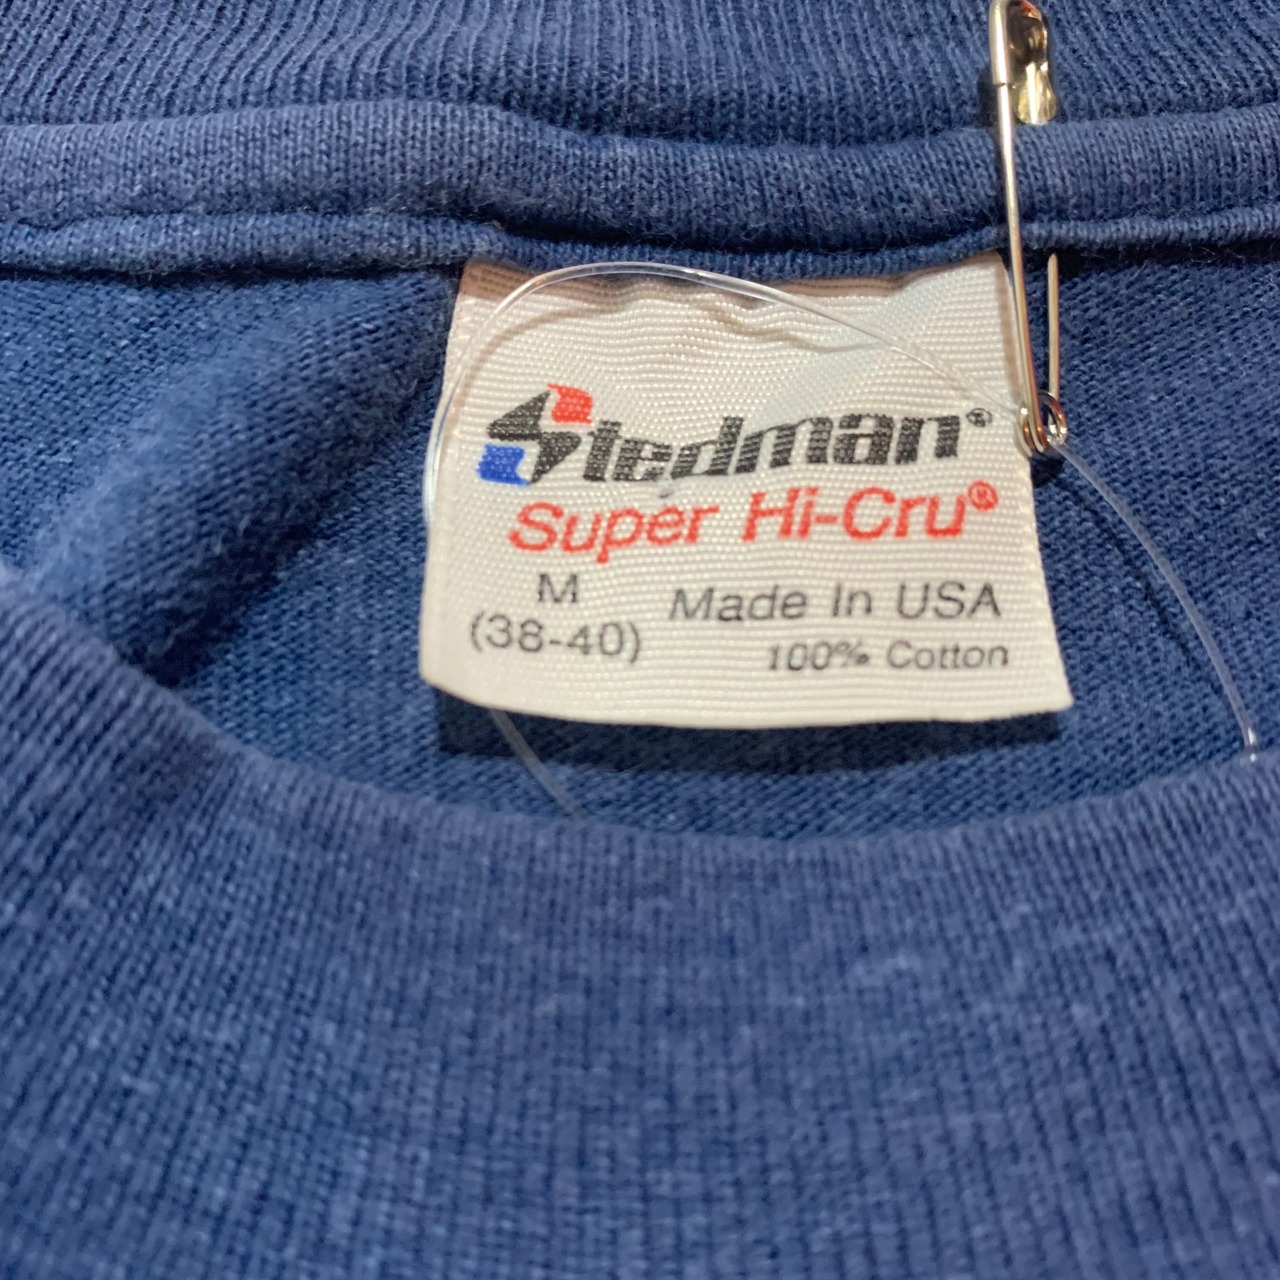 Stedman®
Super Hi-Cru®
M
(38-40)
Made In USA
100% Cotton